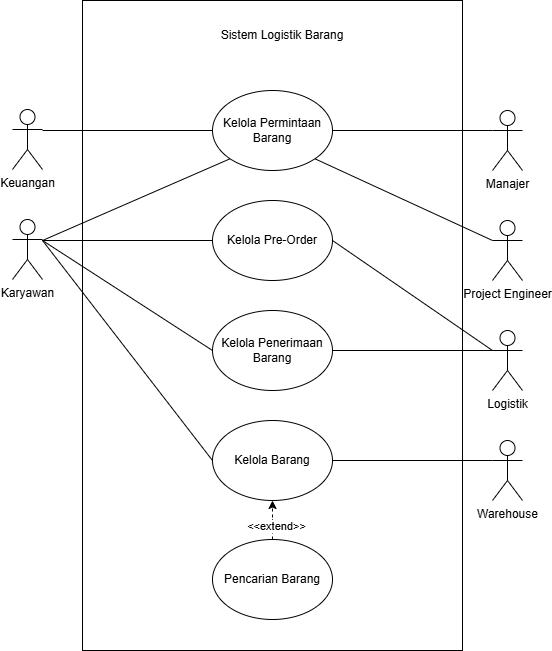 Sistem Logistik Barang
Kelola Permintaan
Barang
Keuangan
Manajer
Kelola Pre-Order
Karyawan
Project Engineer
Kelola Penerimaan
Barang
Logistik
Kelola Barang
Warehouse
<<extend>>
Pencarian Barang